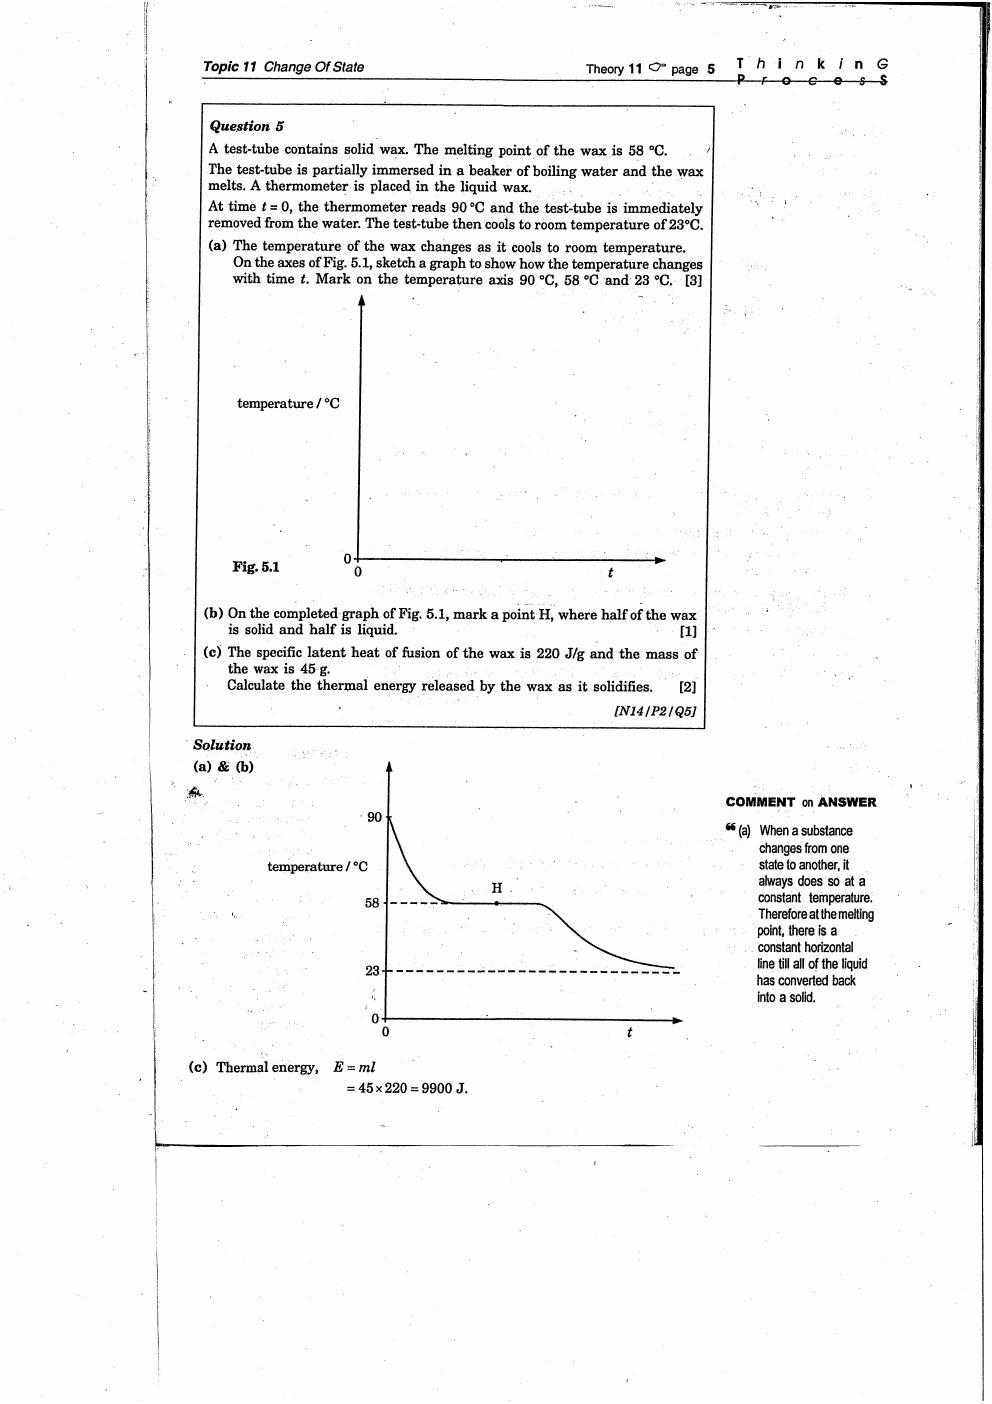 Topic 11 Change Of State
Theory 11 ☞ page 5
T h i n k i n G
P r o c e s S
Question 5
A test-tube contains solid wax. The melting point of the wax is 58 °C.
The test-tube is partially immersed in a beaker of boiling water and the wax
melts. A thermometer is placed in the liquid wax.
At time t = 0, the thermometer reads 90 °C and the test-tube is immediately
removed from the water. The test-tube then cools to room temperature of 23°C.
(a) The temperature of the wax changes as it cools to room temperature.
On the axes of Fig. 5.1, sketch a graph to show how the temperature changes
with time t. Mark on the temperature axis 90 °C, 58 °C and 23 °C. [3]
temperature / °C
0
Fig. 5.1
0
t
(b) On the completed graph of Fig. 5.1, mark a point H, where half of the wax
is solid and half is liquid. [1]
(c) The specific latent heat of fusion of the wax is 220 J/g and the mass of
the wax is 45 g.
Calculate the thermal energy released by the wax as it solidifies. [2]
[N14/P2/Q5]
Solution
(a) & (b)
90
temperature / °C
H
58
23
0
0
t
COMMENT on ANSWER
“ (a) When a substance
changes from one
state to another, it
always does so at a
constant temperature.
Therefore at the melting
point, there is a
constant horizontal
line till all of the liquid
has converted back
into a solid.
(c) Thermal energy, E = ml
= 45 × 220 = 9900 J.